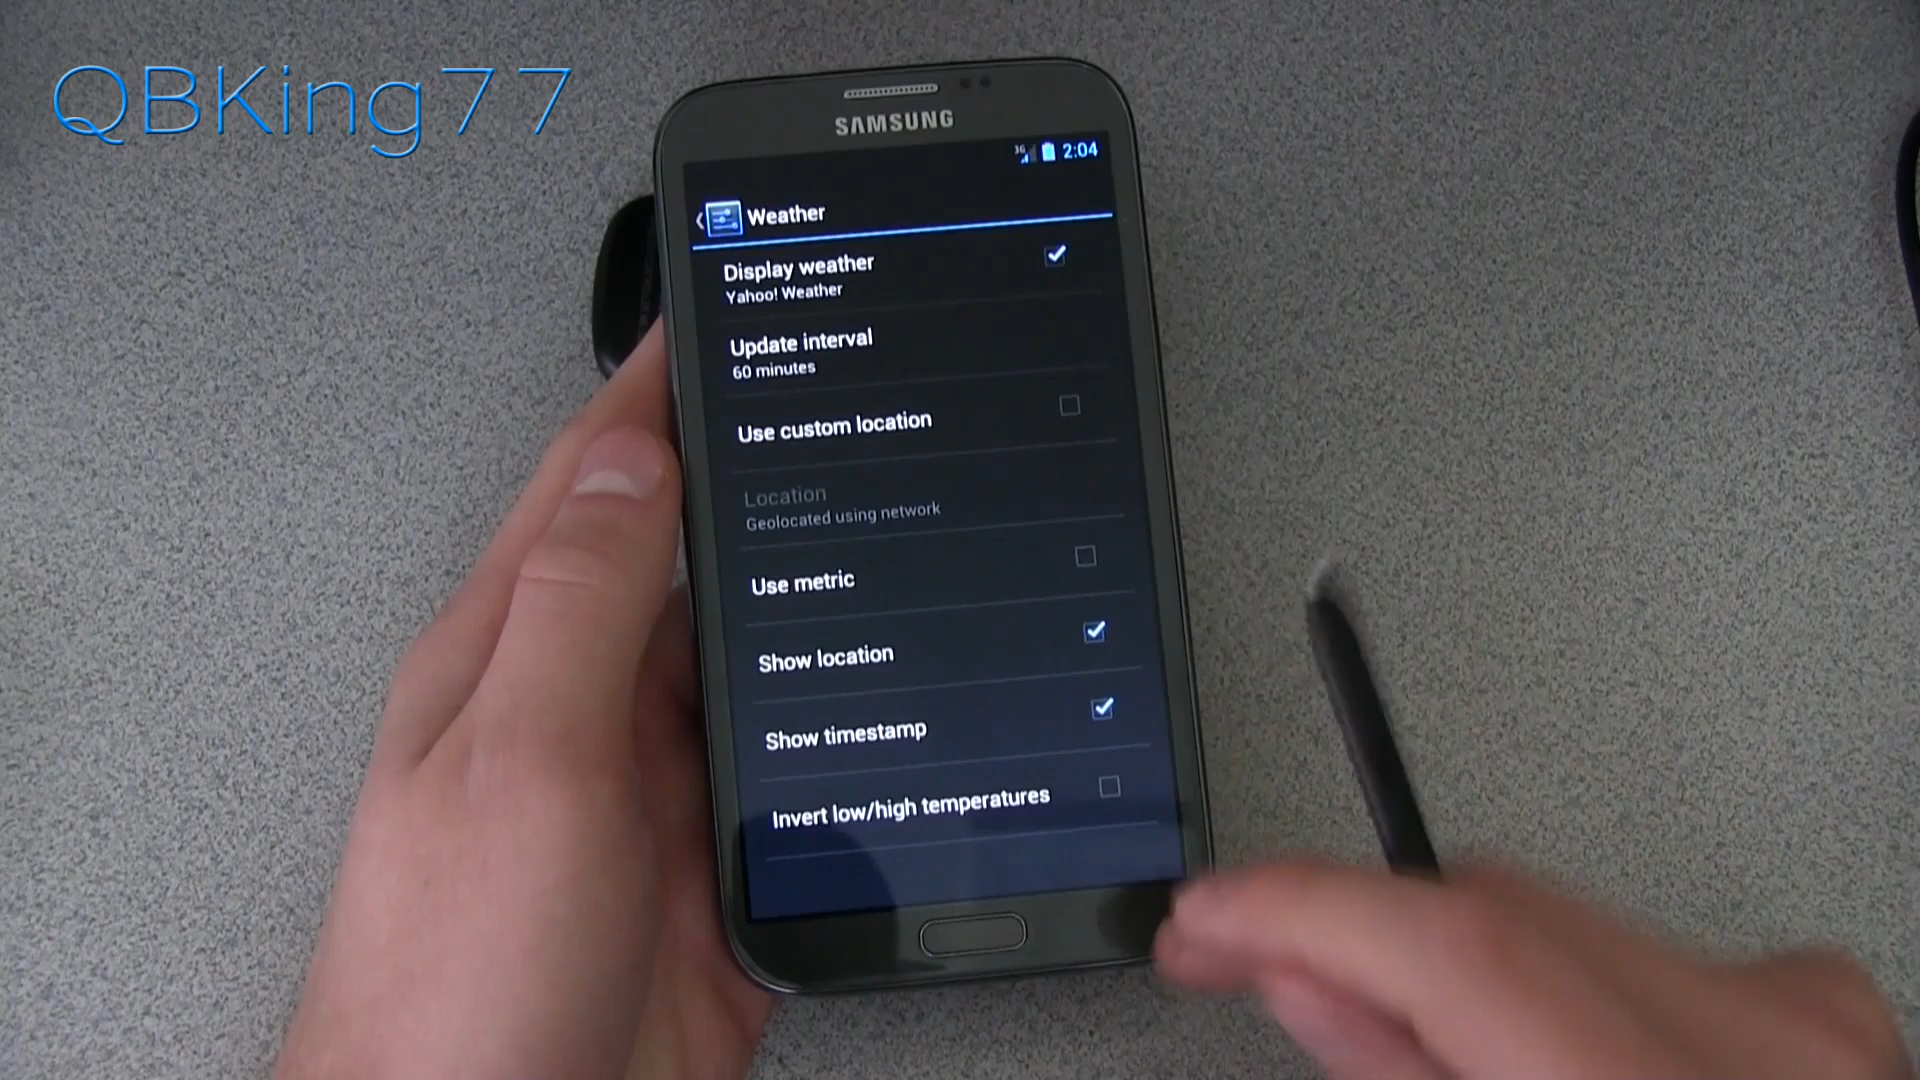 QBKing77
SAMSUNG
3G 2:04
Weather
Display weather
Yahoo! Weather
Update interval
60 minutes
Use custom location
Location
Geolocated using network
Use metric
Show location
Show timestamp
Invert low/high temperatures